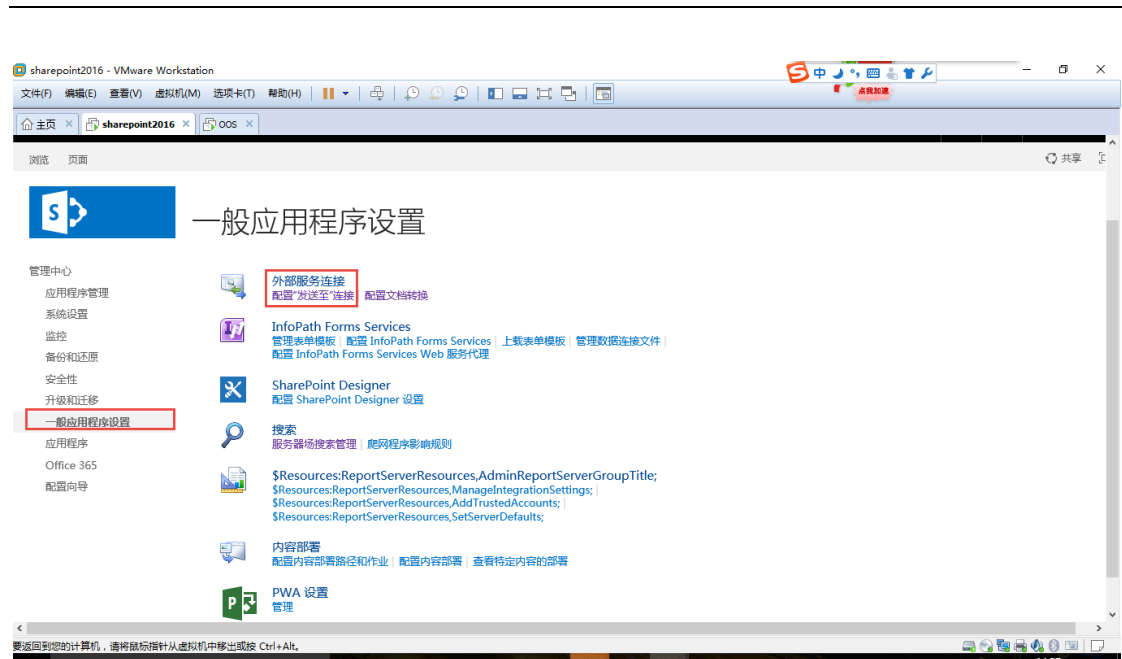 sharepoint2016 - VMware Workstation
中
文件(F) 编辑(E) 查看(V) 虚拟机(M) 选项卡(T) 帮助(H)
点我加速
主页 × sharepoint2016 × OOS ×
浏览 页面
共享
S
一般应用程序设置
管理中心
应用程序管理
系统设置
监控
备份和还原
安全性
升级和迁移
一般应用程序设置
应用程序
Office 365
配置向导
外部服务连接
配置"发送至"连接 | 配置文档转换
InfoPath Forms Services
管理表单模板 | 配置 InfoPath Forms Services | 上载表单模板 | 管理数据连接文件 |
配置 InfoPath Forms Services Web 服务代理
SharePoint Designer
配置 SharePoint Designer 设置
搜索
服务器场搜索管理 | 爬网程序影响规则
$Resources:ReportServerResources,AdminReportServerGroupTitle;
$Resources:ReportServerResources,ManageIntegrationSettings; |
$Resources:ReportServerResources,AddTrustedAccounts; |
$Resources:ReportServerResources,SetServerDefaults;
内容部署
配置内容部署路径和作业 | 配置内容部署 | 查看特定内容的部署
P
PWA 设置
管理
要返回到您的计算机，请将鼠标指针从虚拟机中移出或按 Ctrl+Alt。